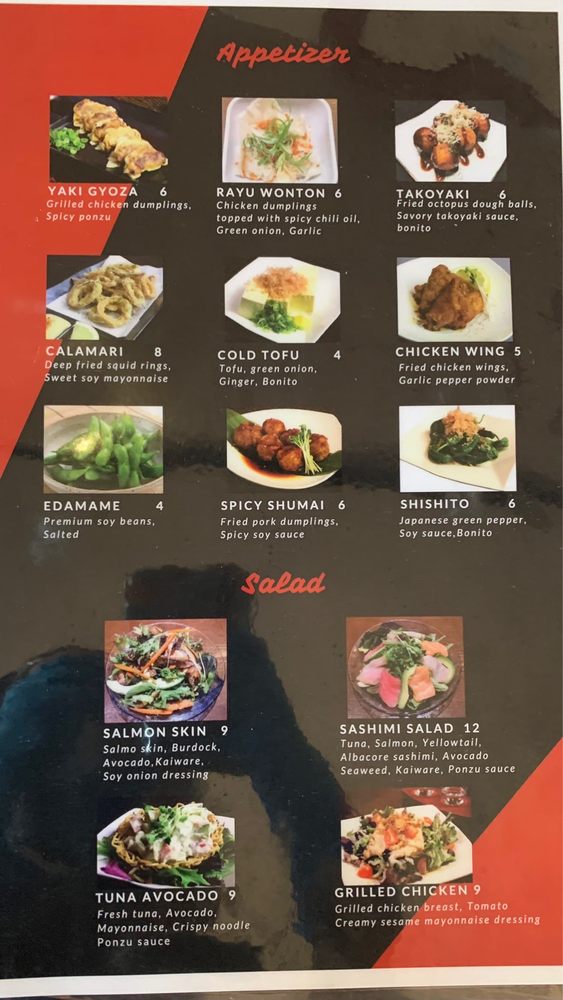 Appetizer
YAKI GYOZA 6
Grilled chicken dumplings,
Spicy ponzu
RAYU WONTON 6
Chicken dumplings
topped with spicy chili oil,
Green onion, Garlic
TAKOYAKI 6
Fried octopus dough balls,
Savory takoyaki sauce,
bonito
CALAMARI 8
Deep fried squid rings,
Sweet soy mayonnaise
COLD TOFU 4
Tofu, green onion,
Ginger, Bonito
CHICKEN WING 5
Fried chicken wings,
Garlic pepper powder
EDAMAME 4
Premium soy beans,
Salted
SPICY SHUMAI 6
Fried pork dumplings,
Spicy soy sauce
SHISHITO 6
Japanese green pepper,
Soy sauce,Bonito
Salad
SALMON SKIN 9
Salmo skin, Burdock,
Avocado,Kaiware,
Soy onion dressing
SASHIMI SALAD 12
Tuna, Salmon, Yellowtail,
Albacore sashimi, Avocado
Seaweed, Kaiware, Ponzu sauce
TUNA AVOCADO 9
Fresh tuna, Avocado,
Mayonnaise, Crispy noodle
Ponzu sauce
GRILLED CHICKEN 9
Grilled chicken breast, Tomato
Creamy sesame mayonnaise dressing